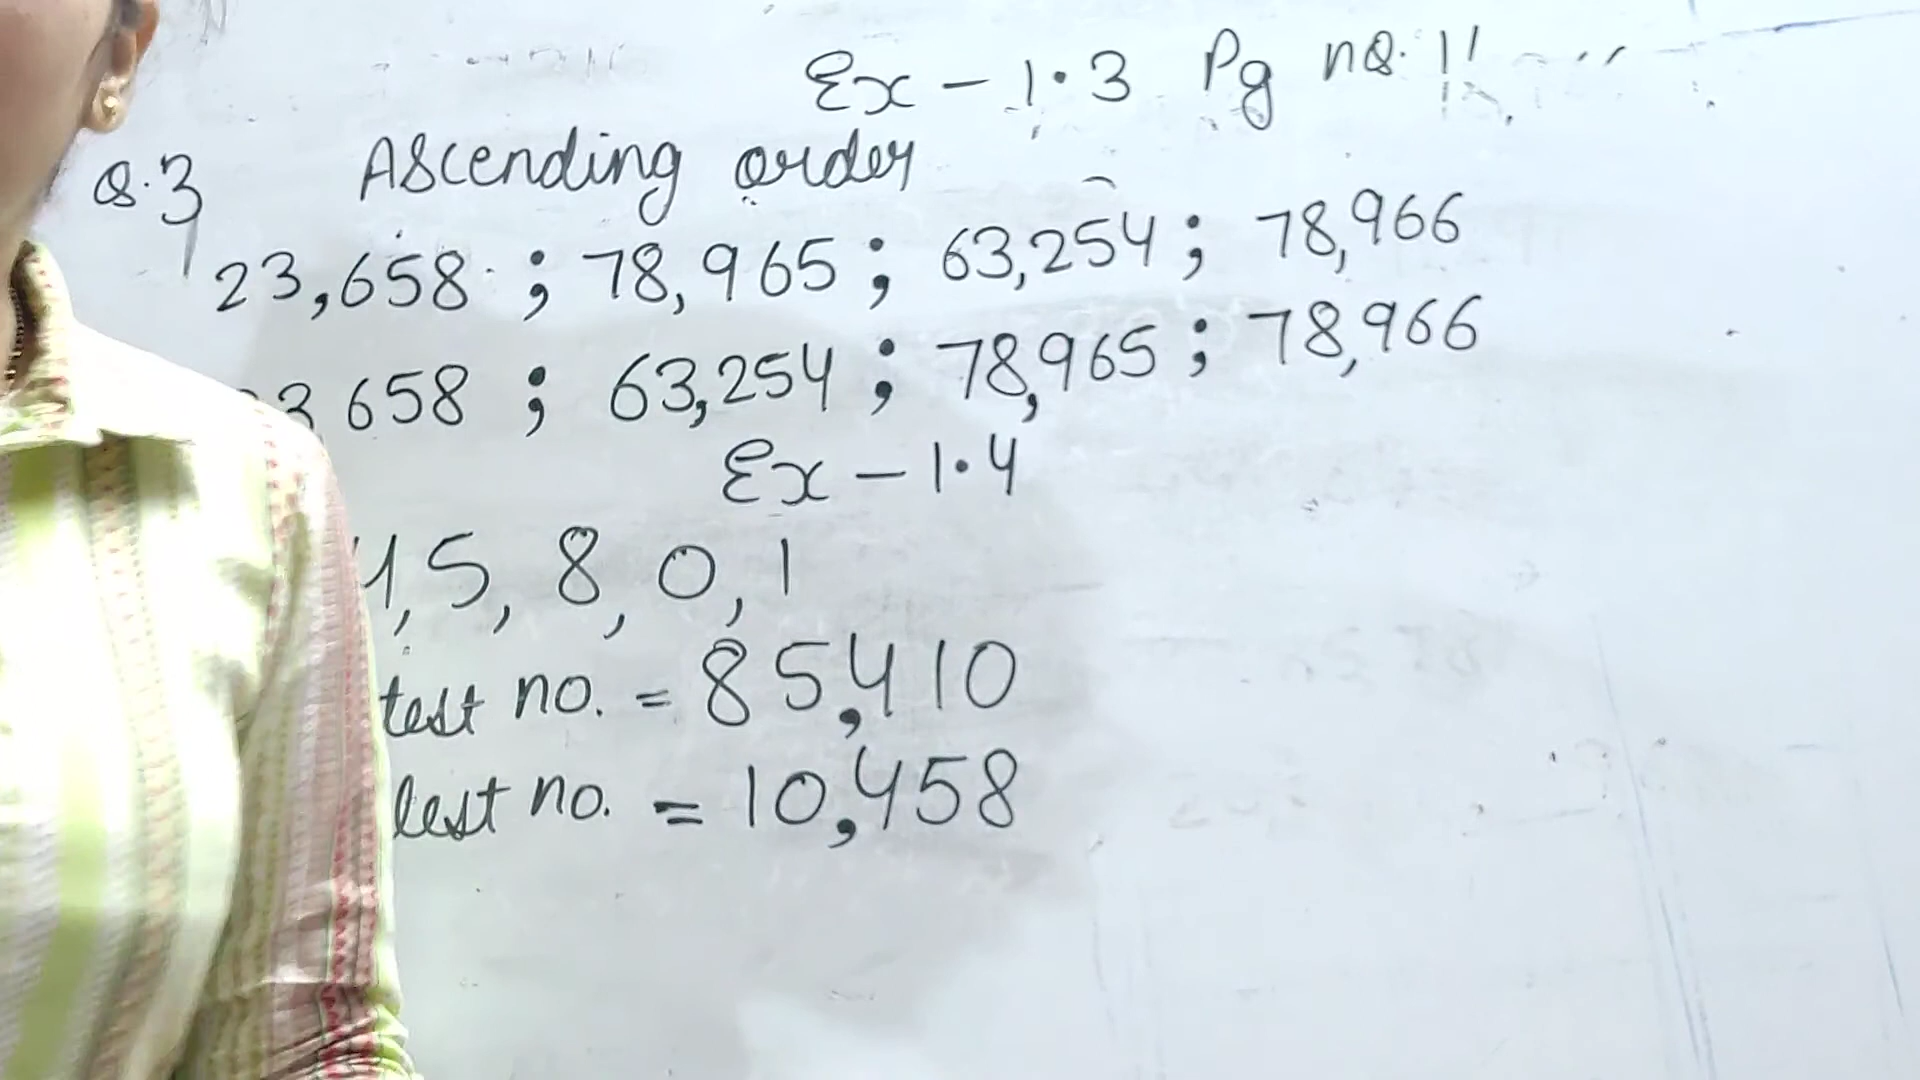 Ex - 1.3 Pg no. 11
Q.3 Ascending order
23,658 ; 78,965 ; 63,254 ; 78,966
3 658 ; 63,254 ; 78,965 ; 78,966
Ex - 1.4
4, 5, 8, 0, 1
test no. = 85,410
lest no. = 10,458